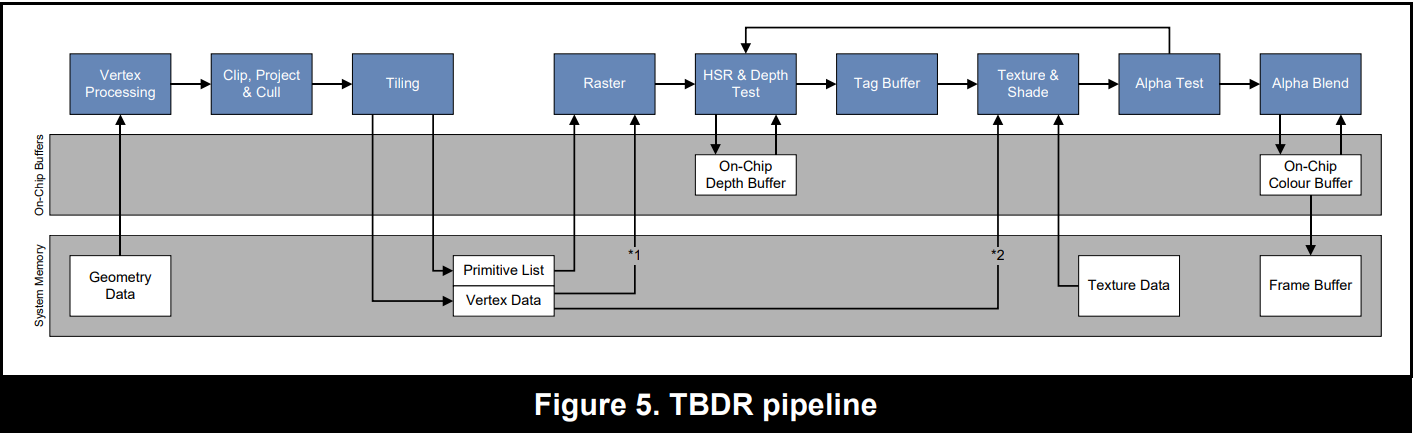 Vertex
Processing
Clip, Project
& Cull
Tiling
Raster
HSR & Depth
Test
Tag Buffer
Texture &
Shade
Alpha Test
Alpha Blend
On-Chip Buffers
On-Chip
Depth Buffer
On-Chip
Colour Buffer
System Memory
Geometry
Data
Primitive List
Vertex Data
*1
*2
Texture Data
Frame Buffer
Figure 5. TBDR pipeline